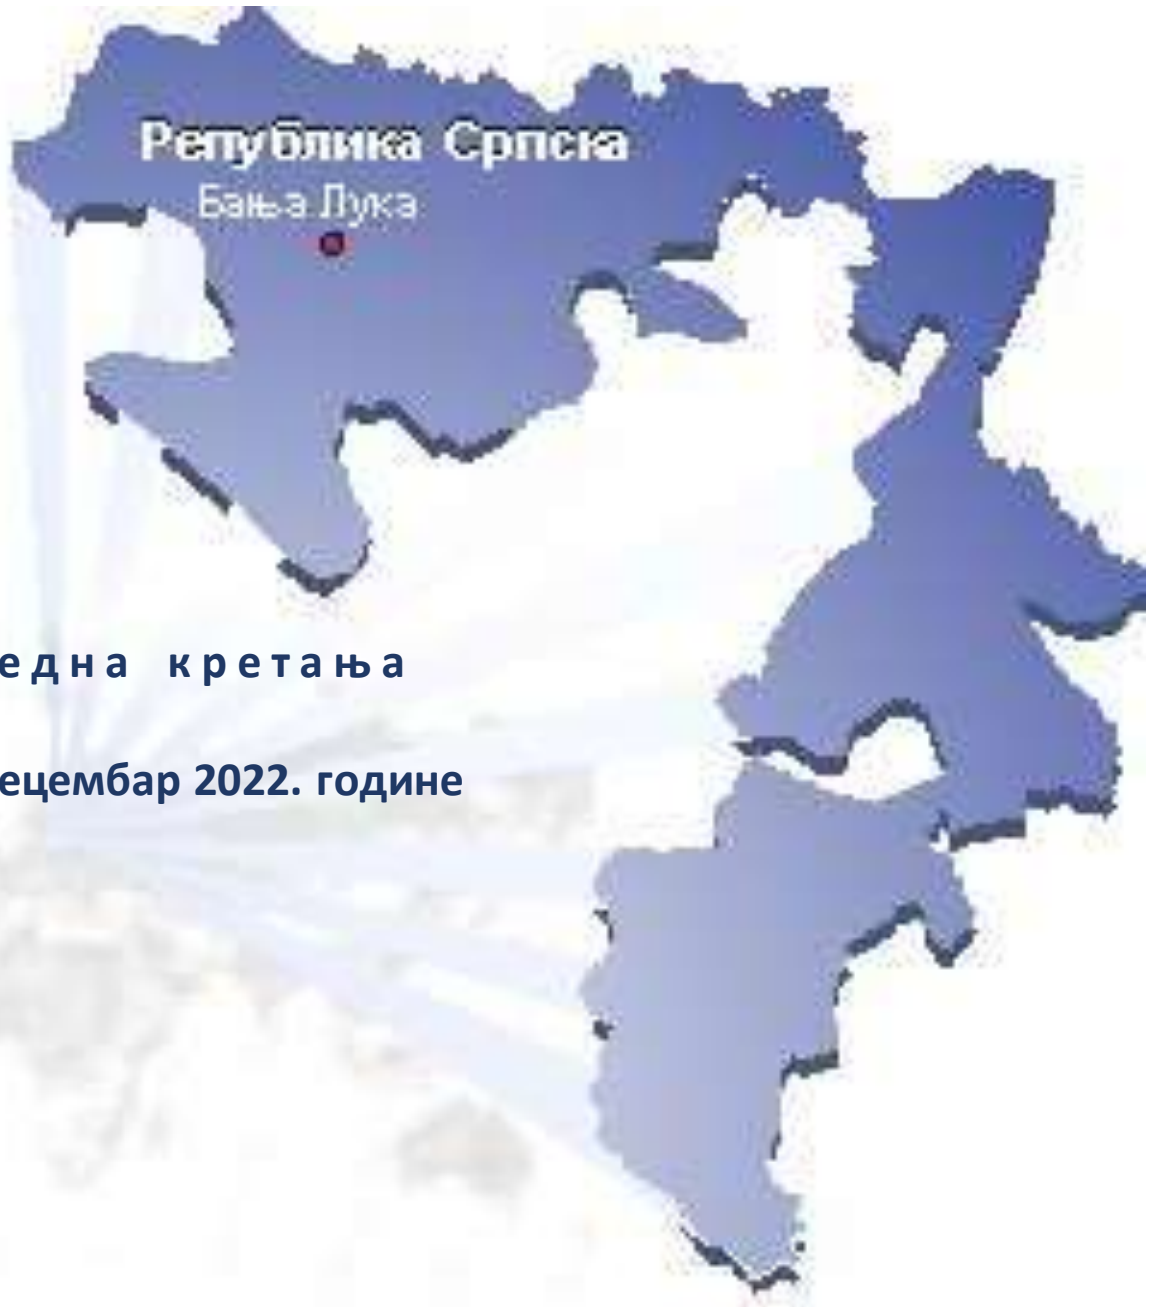 Република Српска
Бања Лука
една кретања
ецембар 2022. године